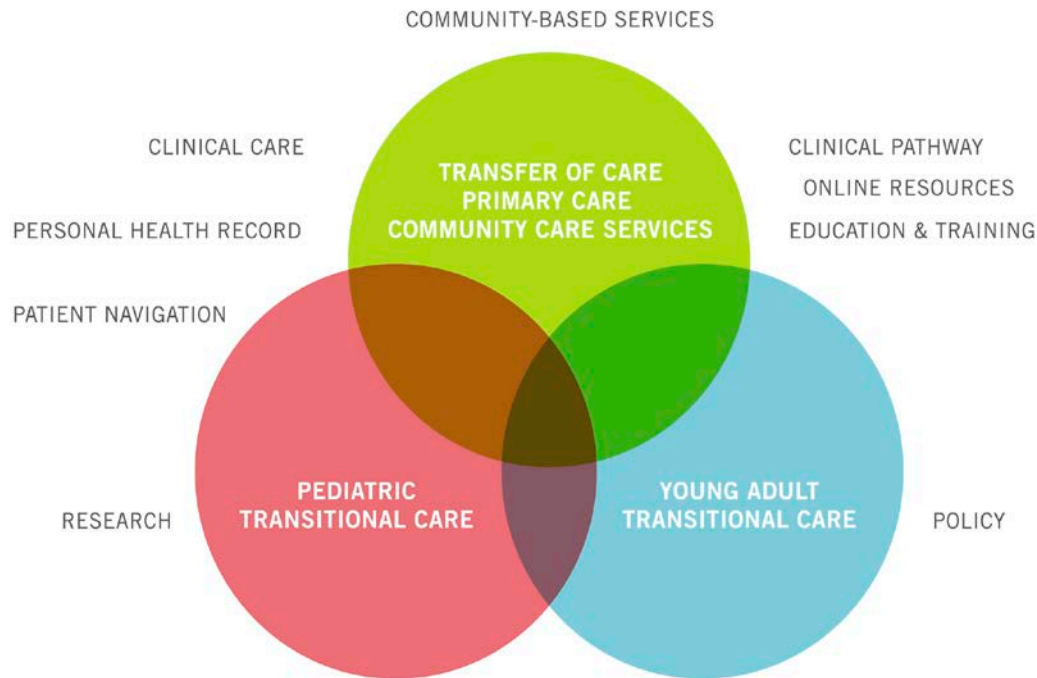 COMMUNITY-BASED SERVICES
CLINICAL CARE
CLINICAL PATHWAY
ONLINE RESOURCES
PERSONAL HEALTH RECORD
EDUCATION & TRAINING
TRANSFER OF CARE
PRIMARY CARE
COMMUNITY CARE SERVICES
PATIENT NAVIGATION
RESEARCH
PEDIATRIC
TRANSITIONAL CARE
YOUNG ADULT
TRANSITIONAL CARE
POLICY